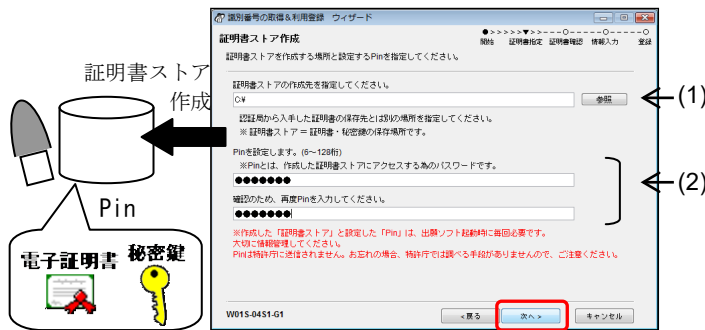 識別番号の取得&利用登録 ウィザード
証明書ストア作成
●>>>>>▼>>---○----○----○
開始 証明書指定 証明書確認 情報入力 登録
証明書ストアを作成する場所と設定するPinを指定してください。
証明書ストアの作成先を指定してください。
C:¥
参照
(1)
認証局から入手した証明書の保存先とは別の場所を指定してください。
※ 証明書ストア = 証明書・秘密鍵の保存場所です。
Pinを設定します。(6~128桁)
※Pinとは、作成した証明書ストアにアクセスする為のパスワードです。
●●●●●●●
(2)
確認のため、再度Pinを入力してください。
●●●●●●●
※作成した「証明書ストア」と設定した「Pin」は、出願ソフト起動時に毎回必要です。
大切に情報管理してください。
Pinは特許庁に送信されません。お忘れの場合、特許庁では調べる手段がありませんので、ご注意ください。
W01S-04S1-G1
<戻る
次へ >
キャンセル
証明書ストア
作成
Pin
電子証明書
秘密鍵